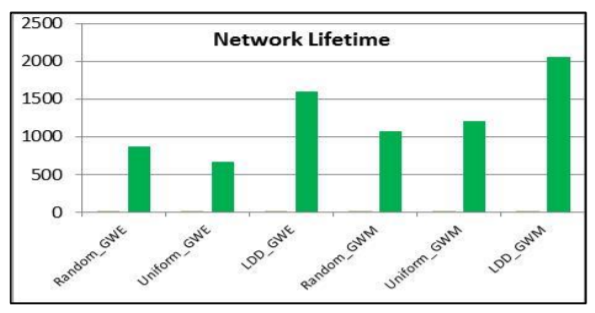 Network Lifetime
2500
2000
1500
1000
500
0
Random_GWE
Uniform_GWE
LDD_GWE
Random_GWM
Uniform_GWM
LDD_GWM